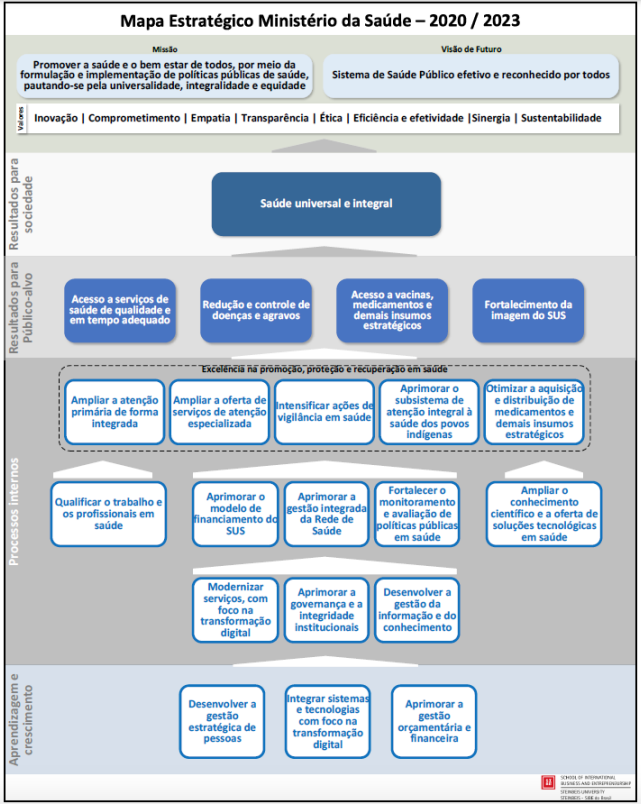 Mapa Estratégico Ministério da Saúde – 2020 / 2023
Missão
Promover a saúde e o bem estar de todos, por meio da
formulação e implementação de políticas públicas de saúde,
pautando-se pela universalidade, integralidade e equidade
Visão de Futuro
Sistema de Saúde Público efetivo e reconhecido por todos
Valores
Inovação | Comprometimento | Empatia | Transparência | Ética | Eficiência e efetividade |Sinergia | Sustentabilidade
Resultados para
sociedade
Saúde universal e integral
Resultados para
Público-alvo
Acesso a serviços de
saúde de qualidade e
em tempo adequado
Redução e controle de
doenças e agravos
Acesso a vacinas,
medicamentos e
demais insumos
estratégicos
Fortalecimento da
imagem do SUS
Processos internos
Excelência na promoção, proteção e recuperação em saúde
Ampliar a atenção
primária de forma
integrada
Ampliar a oferta de
serviços de atenção
especializada
Intensificar ações de
vigilância em saúde
Aprimorar o
subsistema de
atenção integral à
saúde dos povos
indígenas
Otimizar a aquisição
e distribuição de
medicamentos e
demais insumos
estratégicos
Qualificar o trabalho e
os profissionais em
saúde
Aprimorar o
modelo de
financiamento do
SUS
Aprimorar a
gestão integrada
da Rede de
Saúde
Fortalecer o
monitoramento
e avaliação de
políticas públicas
em saúde
Ampliar o
conhecimento
científico e a oferta de
soluções tecnológicas
em saúde
Modernizar
serviços, com
foco na
transformação
digital
Aprimorar a
governança e a
integridade
institucionais
Desenvolver a
gestão da
informação e do
conhecimento
Aprendizagem e
crescimento
Desenvolver a
gestão
estratégica de
pessoas
Integrar sistemas
e tecnologias
com foco na
transformação
digital
Aprimorar a
gestão
orçamentária e
financeira
SCHOOL OF INTERNATIONAL
BUSINESS AND ENTREPRENEURSHIP
STEINBEIS UNIVERSITY
STEINBEIS – SIBE do Brasil